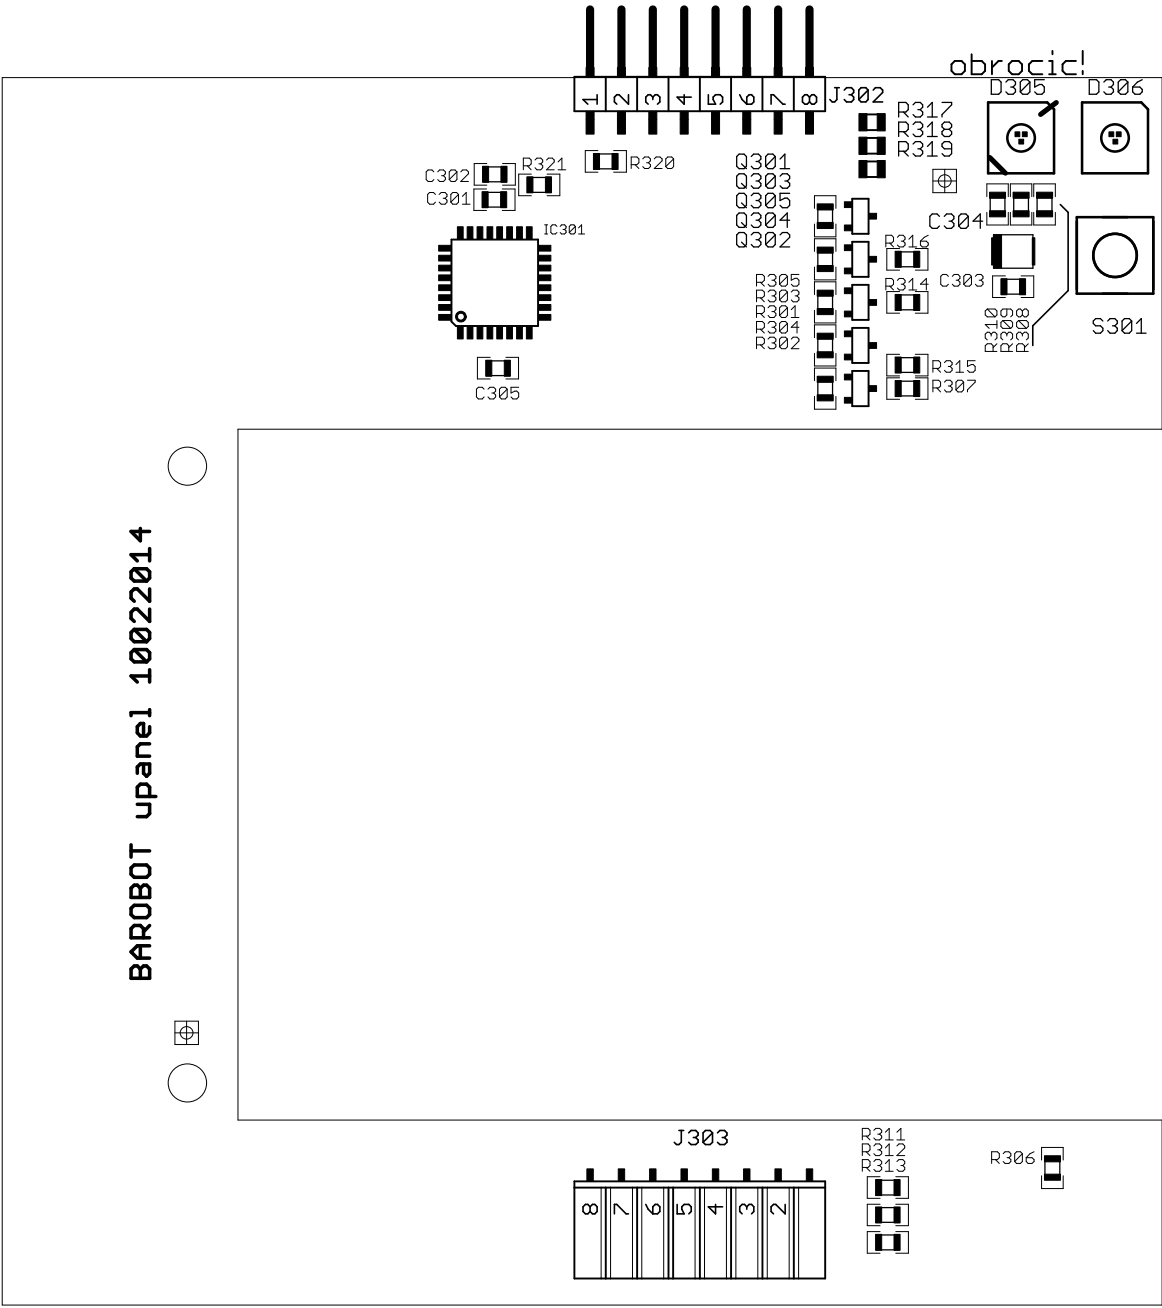 obrocic!
1 2 3 4 5 6 7 8
J302
D305
D306
R317
R318
R319
Q301
Q303
Q305
Q304
Q302
C302
R321
R320
C301
IC301
C304
R316
R314
C303
R305
R303
R301
R304
R302
R310
R309
R308
S301
R315
R307
C305
BAROBOT upanel 10022014
J303
8 7 6 5 4 3 2
R311
R312
R313
R306